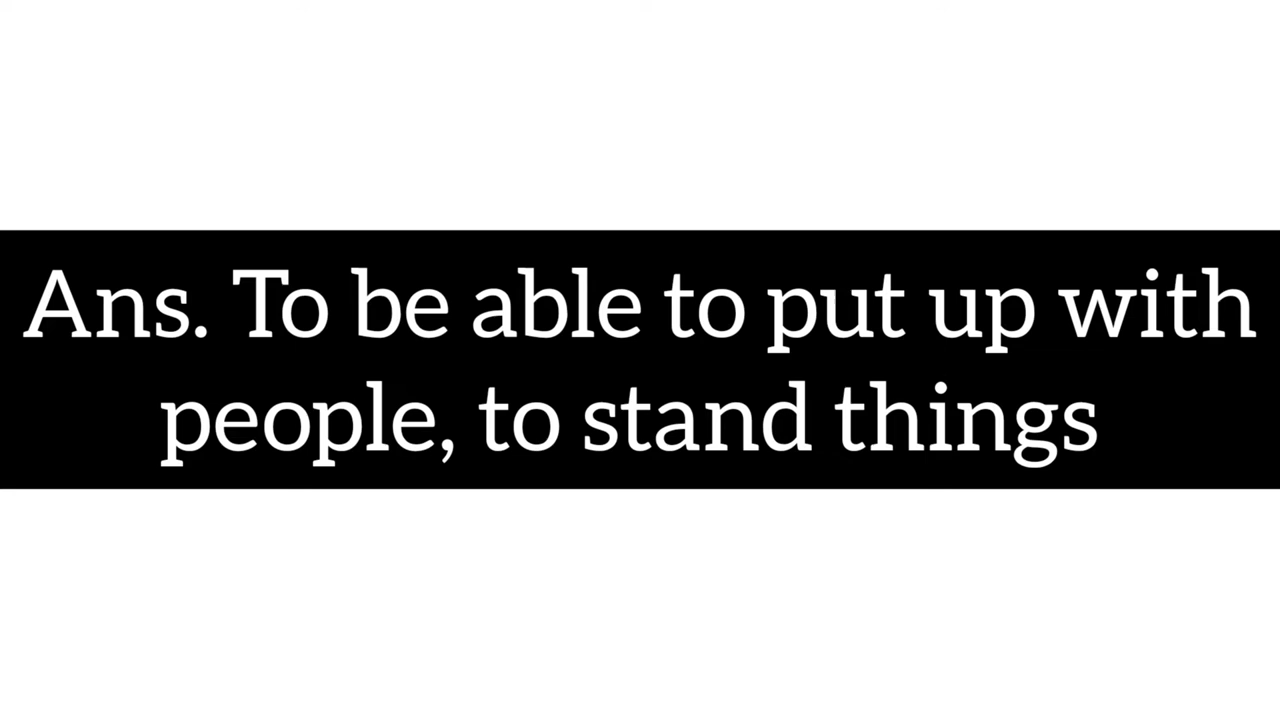 Ans. To be able to put up with
people, to stand things